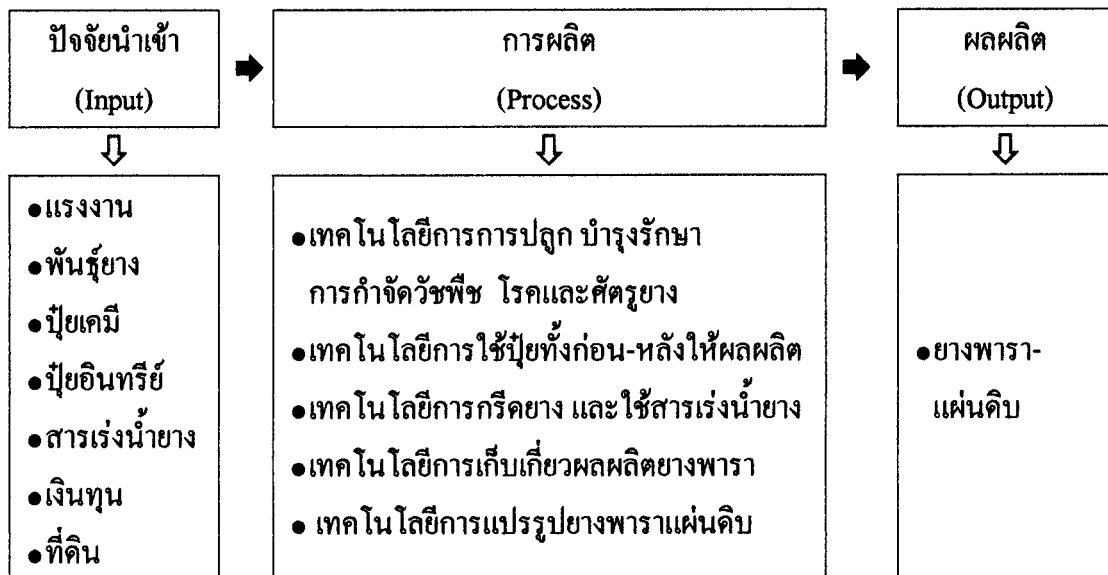 ปัจจัยนำเข้า
(Input)
การผลิต
(Process)
ผลผลิต
(Output)
●แรงงาน
●พันธุ์ยาง
●ปุ๋ยเคมี
●ปุ๋ยอินทรีย์
●สารเร่งน้ำยาง
●เงินทุน
●ที่ดิน
●เทคโนโลยีการการปลูก บำรุงรักษา
การกำจัดวัชพืช โรคและศัตรูยาง
●เทคโนโลยีการใช้ปุ๋ยทั้งก่อน-หลังให้ผลผลิต
●เทคโนโลยีการกรีดยาง และใช้สารเร่งน้ำยาง
●เทคโนโลยีการเก็บเกี่ยวผลผลิตยางพารา
● เทคโนโลยีการแปรรูปยางพาราแผ่นดิบ
●ยางพารา-
แผ่นดิบ